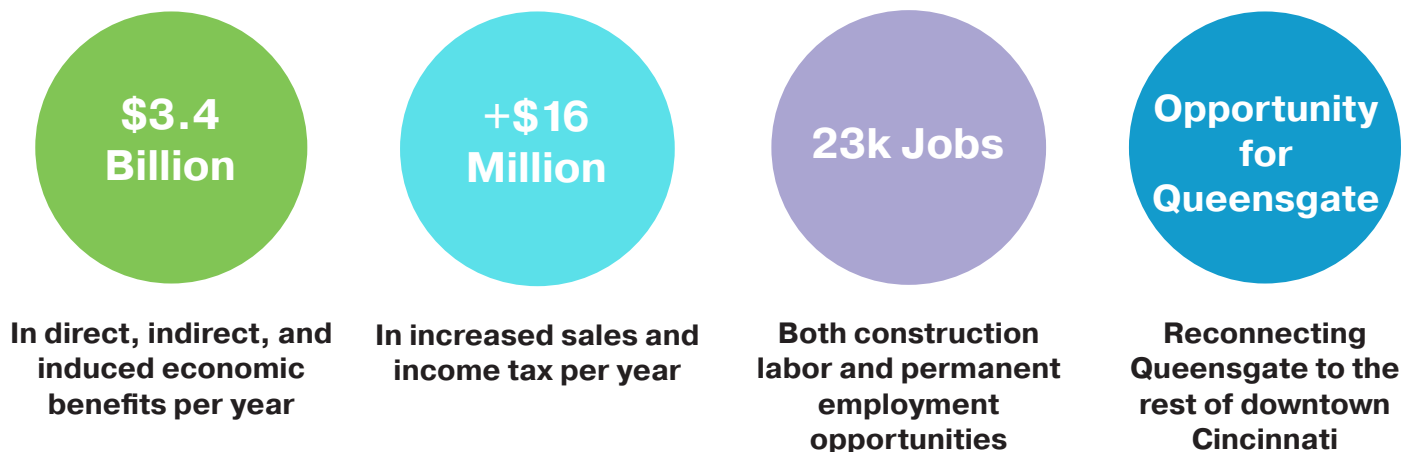 $3.4
Billion
In direct, indirect, and
induced economic
benefits per year
+$16
Million
In increased sales and
income tax per year
23k Jobs
Both construction
labor and permanent
employment
opportunities
Opportunity
for
Queensgate
Reconnecting
Queensgate to the
rest of downtown
Cincinnati